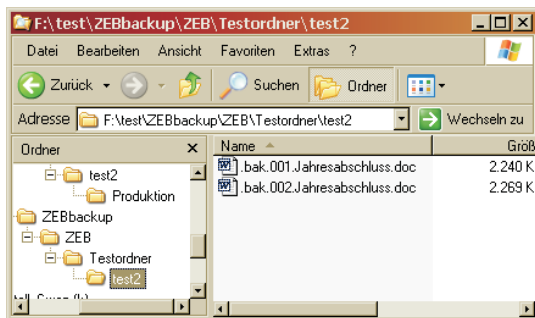 F:\test\ZEBbackup\ZEB\Testordner\test2
Datei Bearbeiten Ansicht Favoriten Extras ?
Zurück Suchen Ordner
Adresse F:\test\ZEBbackup\ZEB\Testordner\test2 Wechseln zu
Ordner x Name Größ
test2 .bak.001.Jahresabschluss.doc 2.240 K
Produktion .bak.002.Jahresabschluss.doc 2.269 K
ZEBbackup
ZEB
Testordner
test2